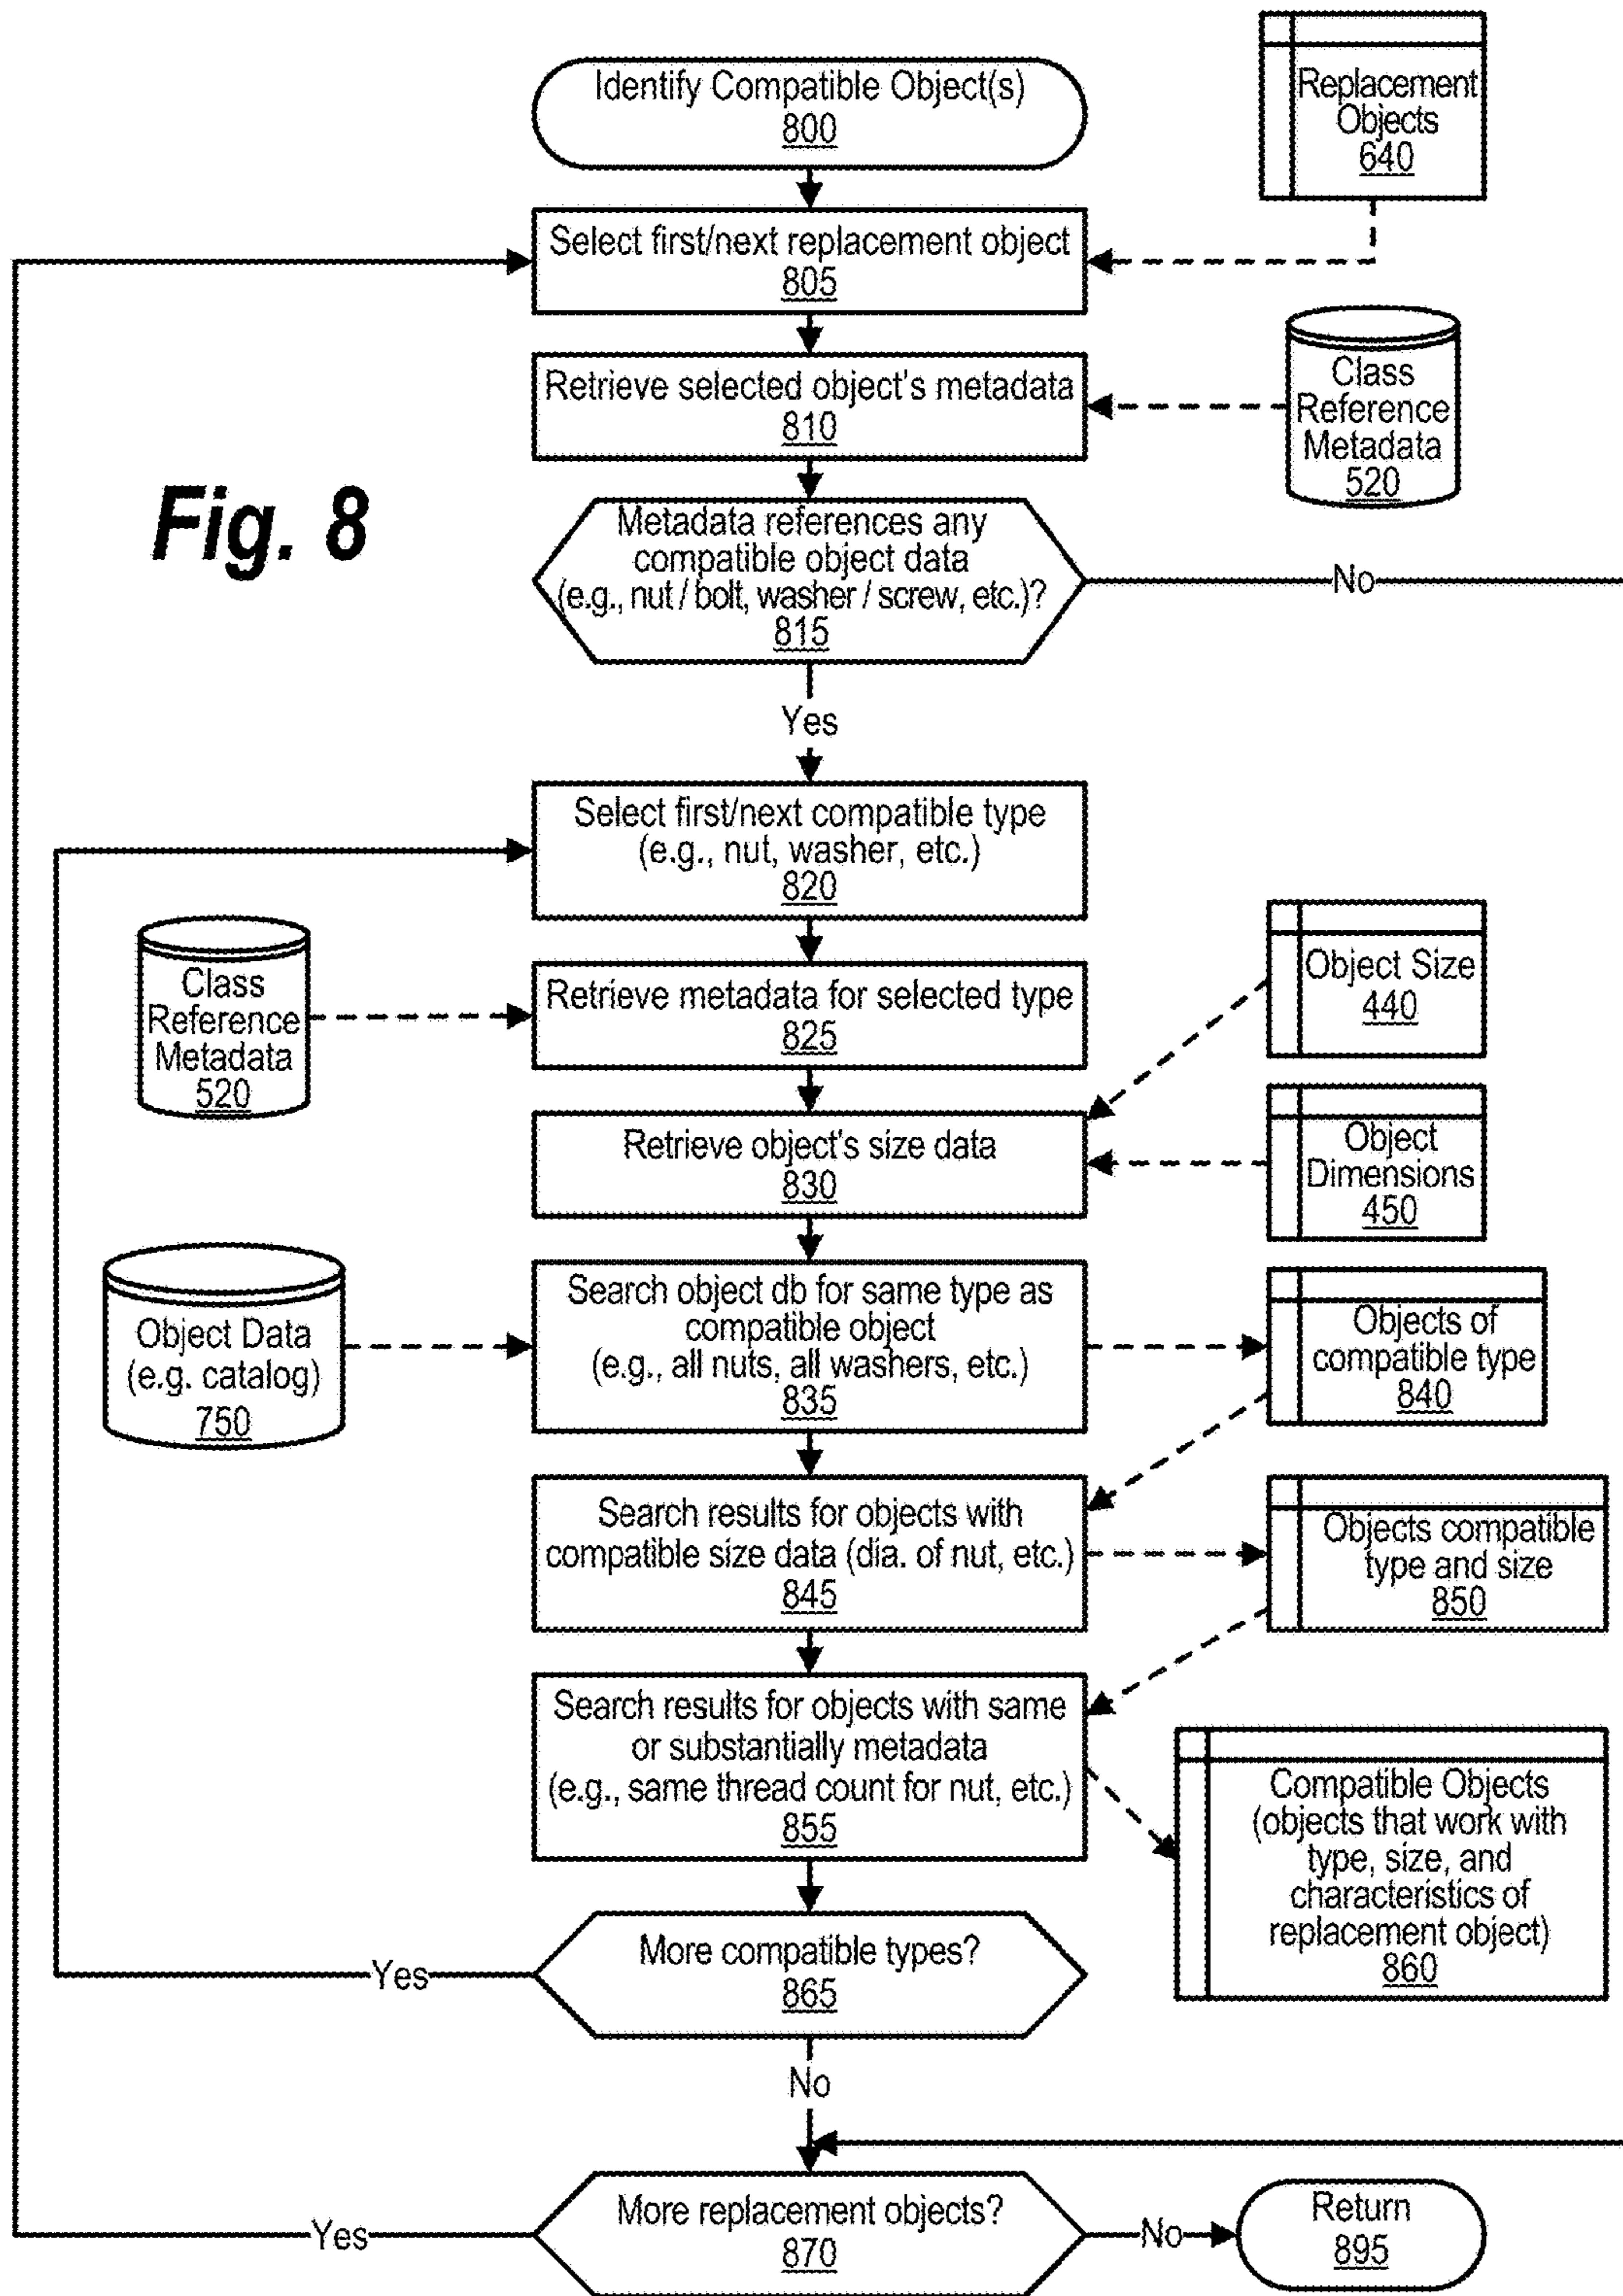 Identify Compatible Object(s)
800
Replacement
Objects
640
Select first/next replacement object
805
Retrieve selected object's metadata
810
Class
Reference
Metadata
520
Fig. 8
Metadata references any
compatible object data
(e.g., nut / bolt, washer / screw, etc.)?
815
No
Yes
Select first/next compatible type
(e.g., nut, washer, etc.)
820
Class
Reference
Metadata
520
Retrieve metadata for selected type
825
Object Size
440
Retrieve object's size data
830
Object
Dimensions
450
Object Data
(e.g. catalog)
750
Search object db for same type as
compatible object
(e.g., all nuts, all washers, etc.)
835
Objects of
compatible type
840
Search results for objects with
compatible size data (dia. of nut, etc.)
845
Objects compatible
type and size
850
Search results for objects with same
or substantially metadata
(e.g., same thread count for nut, etc.)
855
Compatible Objects
(objects that work with
type, size, and
characteristics of
replacement object)
860
More compatible types?
865
Yes
No
More replacement objects?
870
Yes
No
Return
895